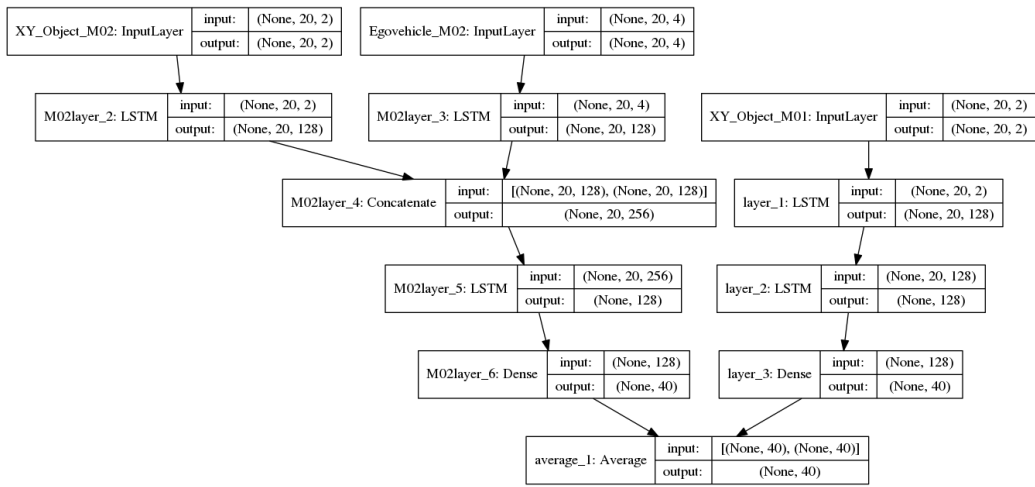 XY_Object_M02: InputLayer
input: (None, 20, 2)
output: (None, 20, 2)
Egovehicle_M02: InputLayer
input: (None, 20, 4)
output: (None, 20, 4)
M02layer_2: LSTM
input: (None, 20, 2)
output: (None, 20, 128)
M02layer_3: LSTM
input: (None, 20, 4)
output: (None, 20, 128)
XY_Object_M01: InputLayer
input: (None, 20, 2)
output: (None, 20, 2)
M02layer_4: Concatenate
input: [(None, 20, 128), (None, 20, 128)]
output: (None, 20, 256)
layer_1: LSTM
input: (None, 20, 2)
output: (None, 20, 128)
M02layer_5: LSTM
input: (None, 20, 256)
output: (None, 128)
layer_2: LSTM
input: (None, 20, 128)
output: (None, 128)
M02layer_6: Dense
input: (None, 128)
output: (None, 40)
layer_3: Dense
input: (None, 128)
output: (None, 40)
average_1: Average
input: [(None, 40), (None, 40)]
output: (None, 40)